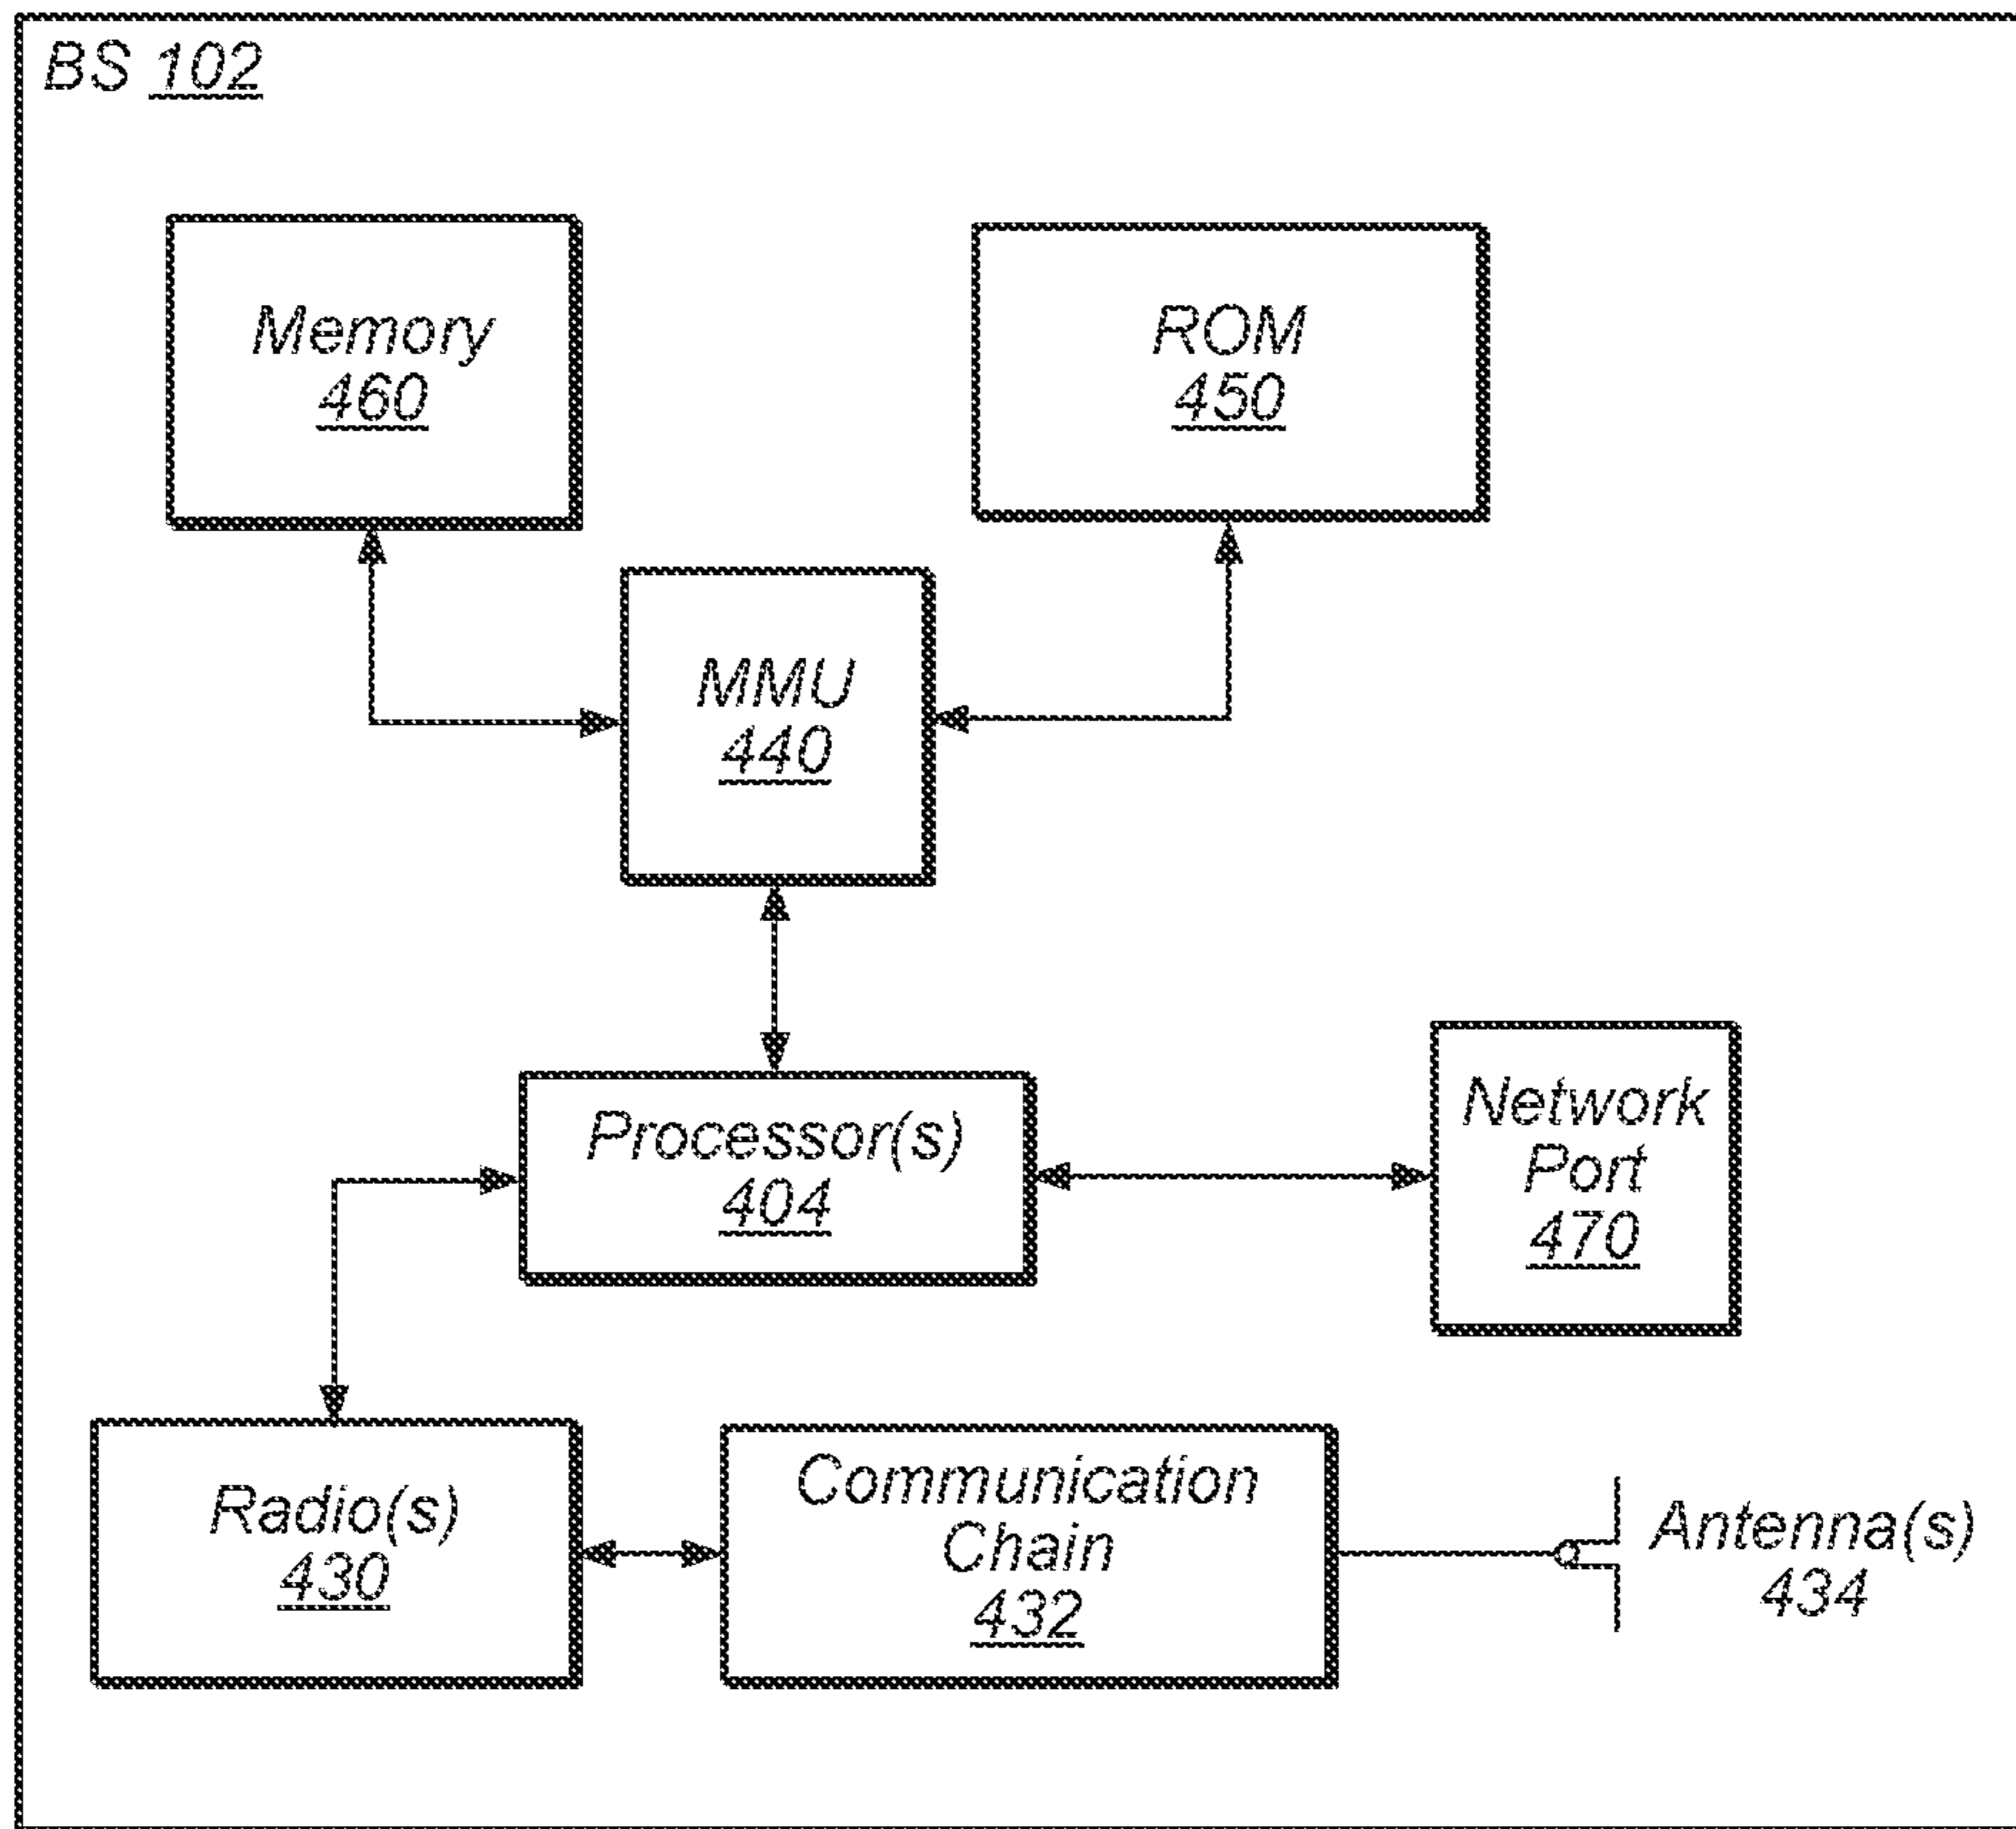 BS 102
Memory
460
ROM
450
MMU
440
Processor(s)
404
Network
Port
470
Radio(s)
430
Communication
Chain
432
Antenna(s)
434